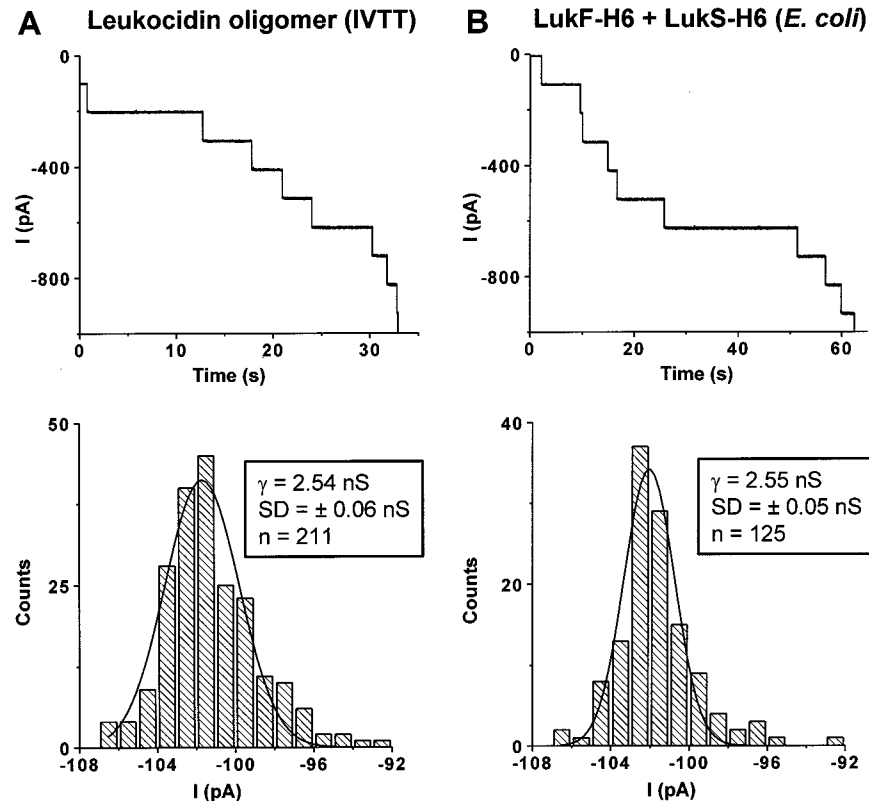 A
Leukocidin oligomer (IVTT)
0
-400
-800
I (pA)
0
10
20
30
Time (s)
50
25
0
Counts
γ = 2.54 nS
SD = ± 0.06 nS
n = 211
-108
-104
-100
-96
-92
I (pA)
B
LukF-H6 + LukS-H6 (E. coli)
0
-400
-800
I (pA)
0
20
40
60
Time (s)
40
20
0
Counts
γ = 2.55 nS
SD = ± 0.05 nS
n = 125
-108
-104
-100
-96
-92
I (pA)